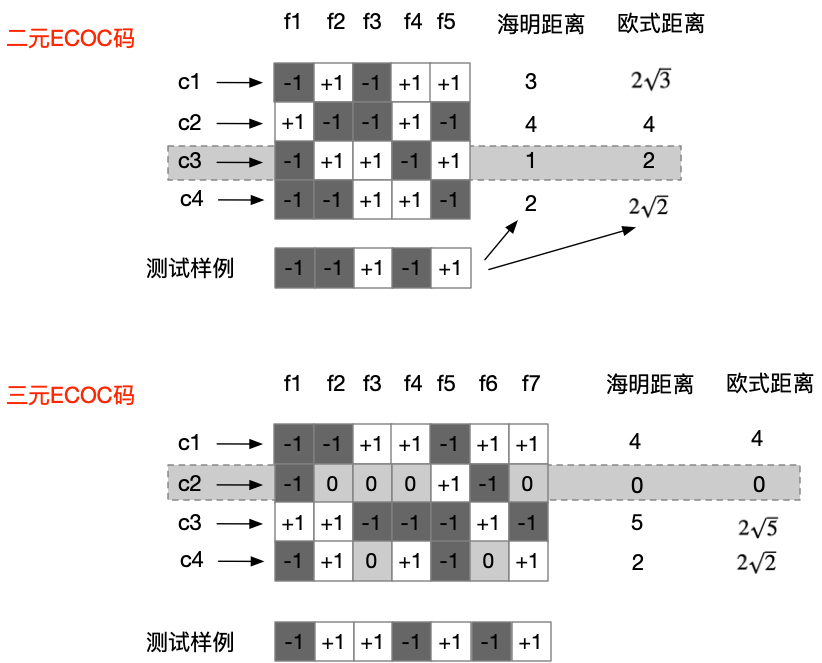 f1 f2 f3 f4 f5 海明距离 欧式距离
二元ECOC码
c1 -1 +1 -1 +1 +1 3 2√3
c2 +1 -1 -1 +1 -1 4 4
c3 -1 +1 +1 -1 +1 1 2
c4 -1 -1 +1 +1 -1 2 2√2
测试样例 -1 -1 +1 -1 +1
f1 f2 f3 f4 f5 f6 f7 海明距离 欧式距离
三元ECOC码
c1 -1 -1 +1 +1 -1 +1 +1 4 4
c2 -1 0 0 0 +1 -1 0 0 0
c3 +1 +1 -1 -1 -1 +1 -1 5 2√5
c4 -1 +1 0 +1 -1 0 +1 2 2√2
测试样例 -1 +1 +1 -1 +1 -1 +1